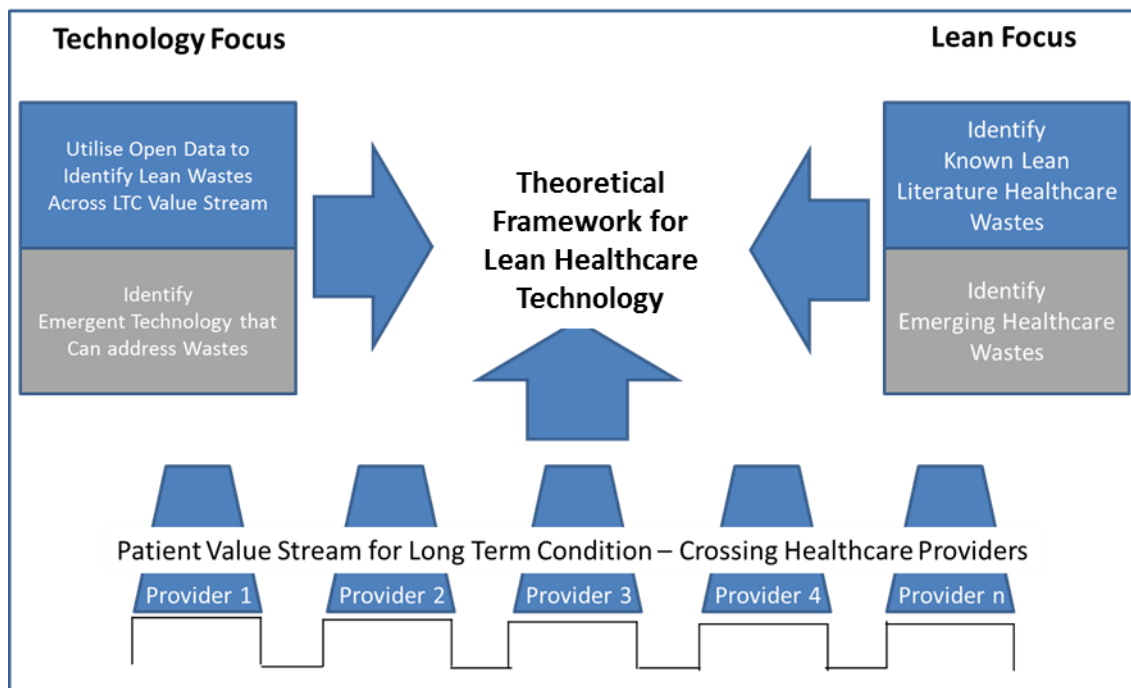 Technology Focus
Lean Focus
Utilise Open Data to
Identify Lean Wastes
Across LTC Value Stream
Identify
Emergent Technology that
Can address Wastes
Theoretical
Framework for
Lean Healthcare
Technology
Identify
Known Lean
Literature Healthcare
Wastes
Identify
Emerging Healthcare
Wastes
Patient Value Stream for Long Term Condition – Crossing Healthcare Providers
Provider 1
Provider 2
Provider 3
Provider 4
Provider n